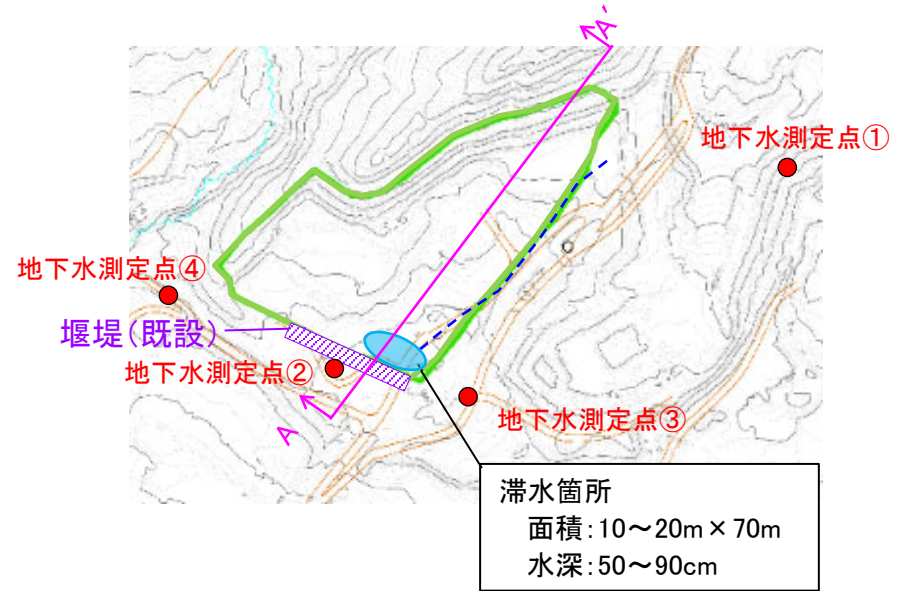 A´
地下水測定点①
地下水測定点④
堰堤(既設)
地下水測定点②
地下水測定点③
A
滞水箇所
面積:10～20m×70m
水深:50～90cm